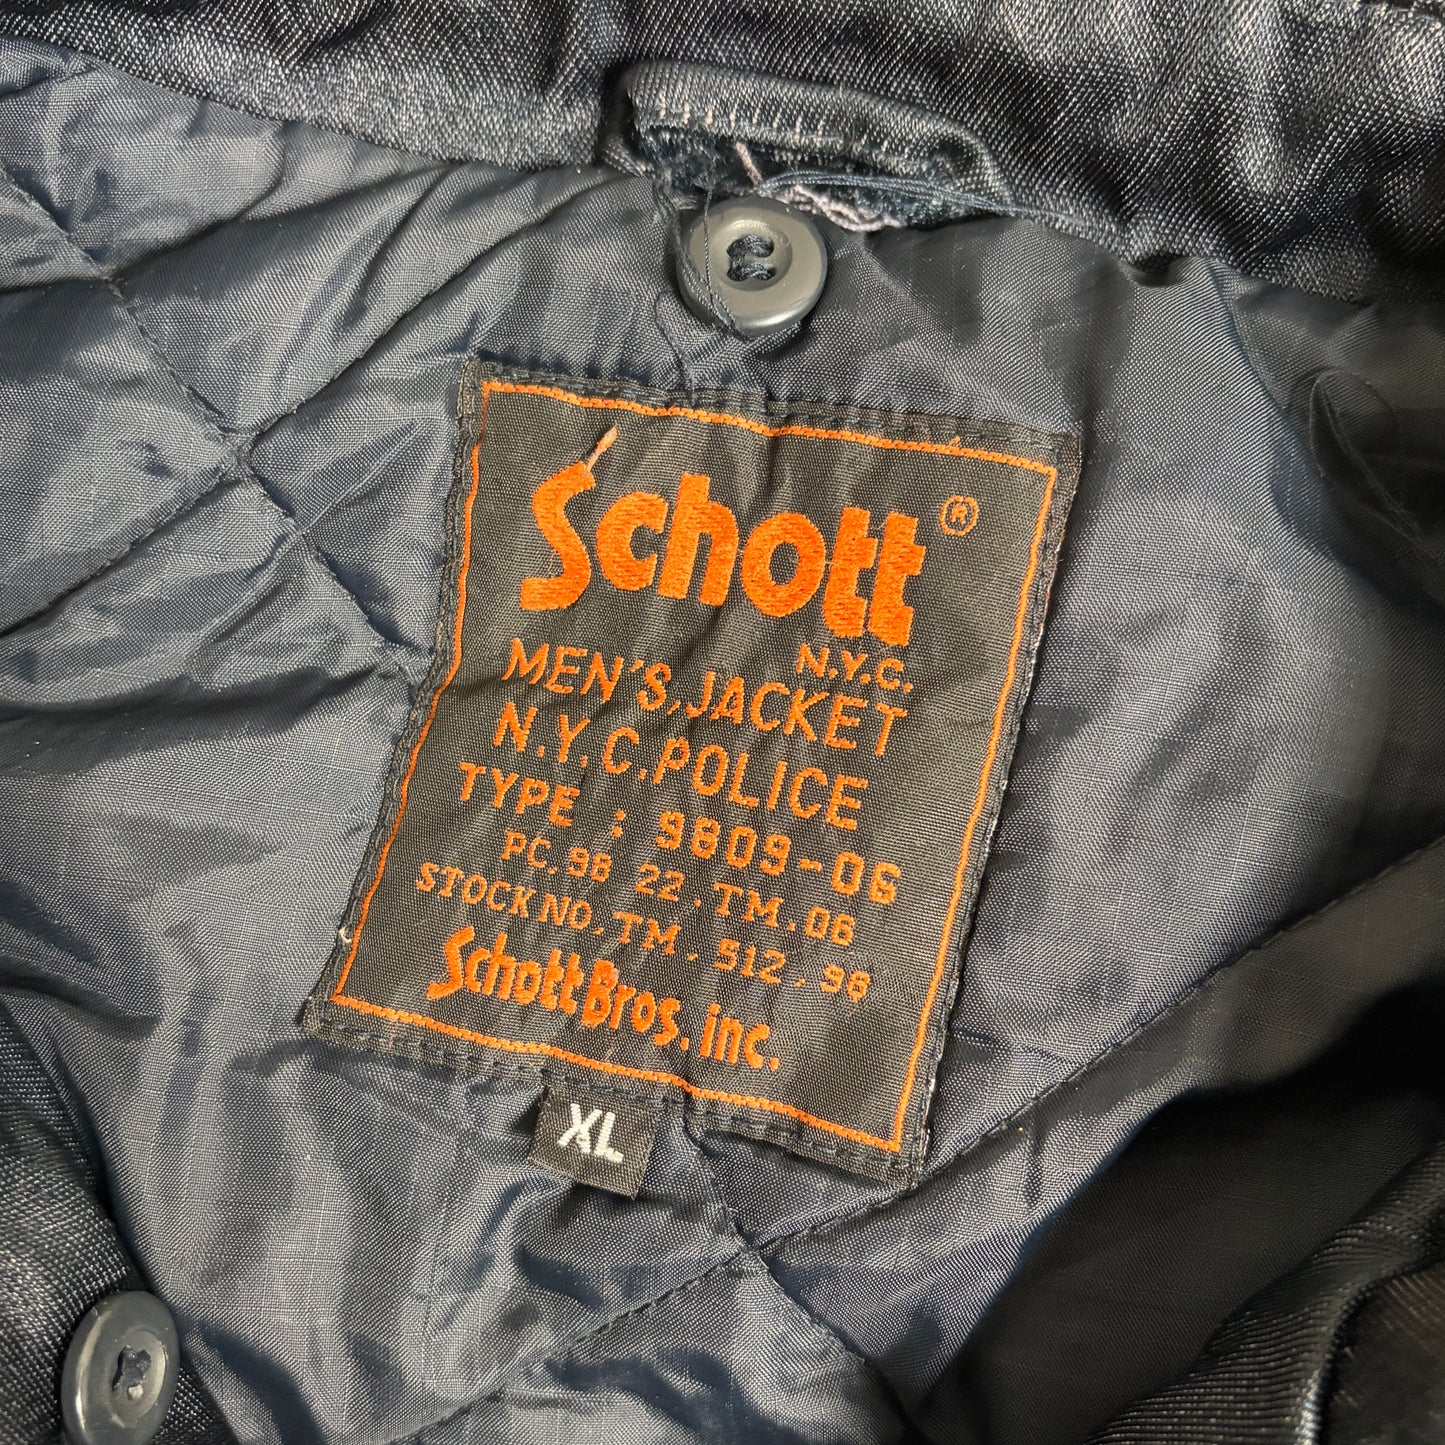 Schott ®
N.Y.C.
MEN'S, JACKET
N.Y.C. POLICE
TYPE : 9809-06
PC. 98 22. TM. 06
STOCK NO. TM. 512. 98
Schott Bros. inc.
XL